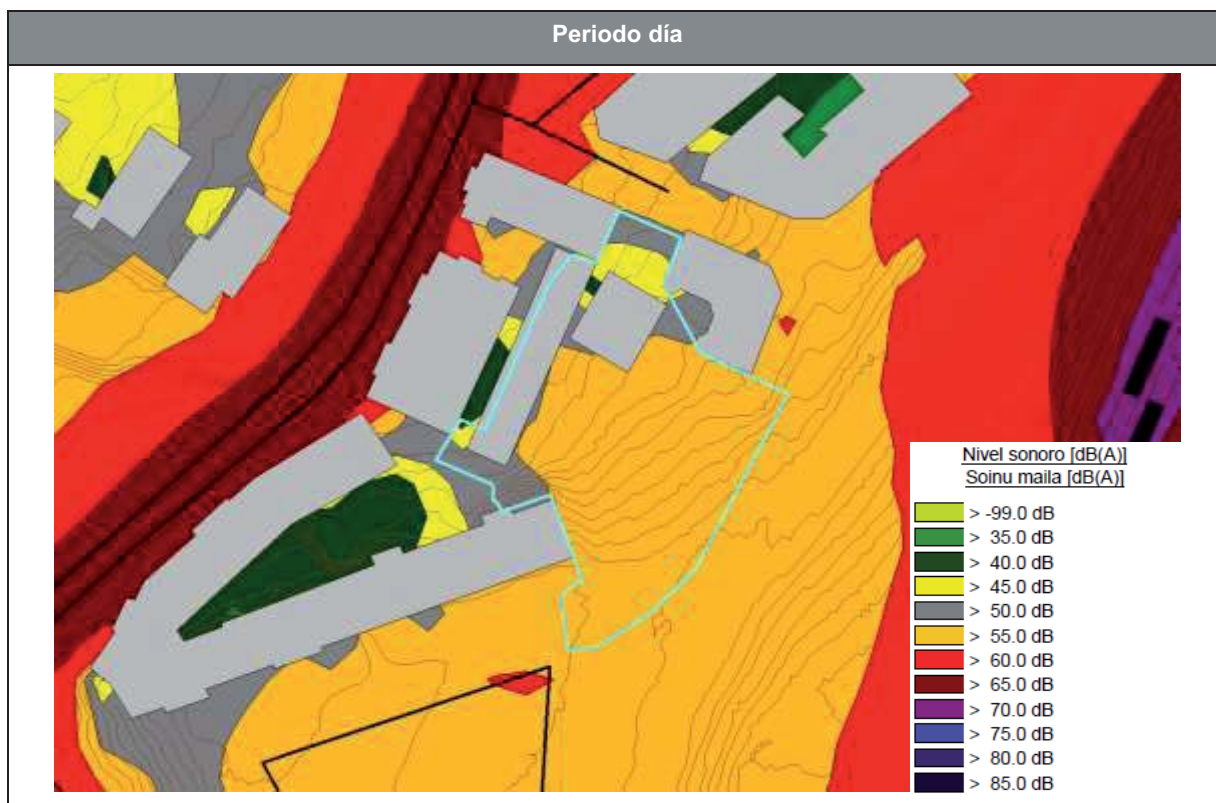 Periodo día
Nivel sonoro [dB(A)]
Soinu maila [dB(A)]
> -99.0 dB
> 35.0 dB
> 40.0 dB
> 45.0 dB
> 50.0 dB
> 55.0 dB
> 60.0 dB
> 65.0 dB
> 70.0 dB
> 75.0 dB
> 80.0 dB
> 85.0 dB